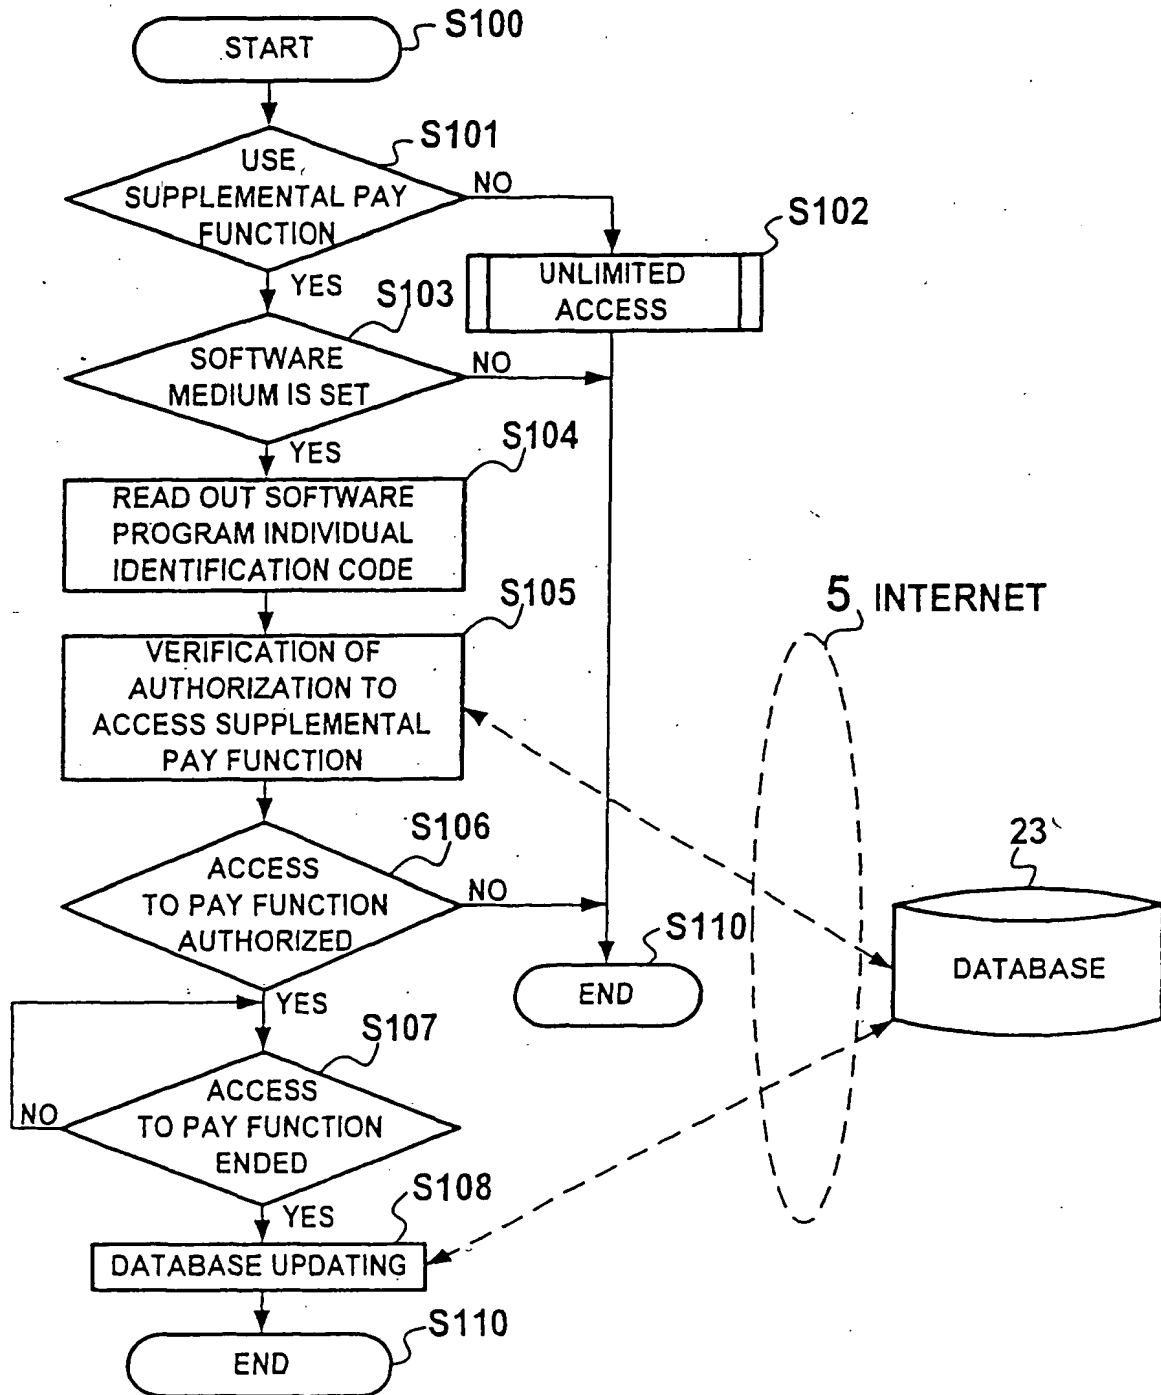 START
S100
USE
SUPPLEMENTAL PAY
FUNCTION
S101
NO
YES
UNLIMITED
ACCESS
S102
SOFTWARE
MEDIUM IS SET
S103
NO
YES
READ OUT SOFTWARE
PROGRAM INDIVIDUAL
IDENTIFICATION CODE
S104
VERIFICATION OF
AUTHORIZATION TO
ACCESS SUPPLEMENTAL
PAY FUNCTION
S105
5 INTERNET
ACCESS
TO PAY FUNCTION
AUTHORIZED
S106
NO
YES
END
S110
23
DATABASE
ACCESS
TO PAY FUNCTION
ENDED
S107
NO
YES
DATABASE UPDATING
S108
END
S110